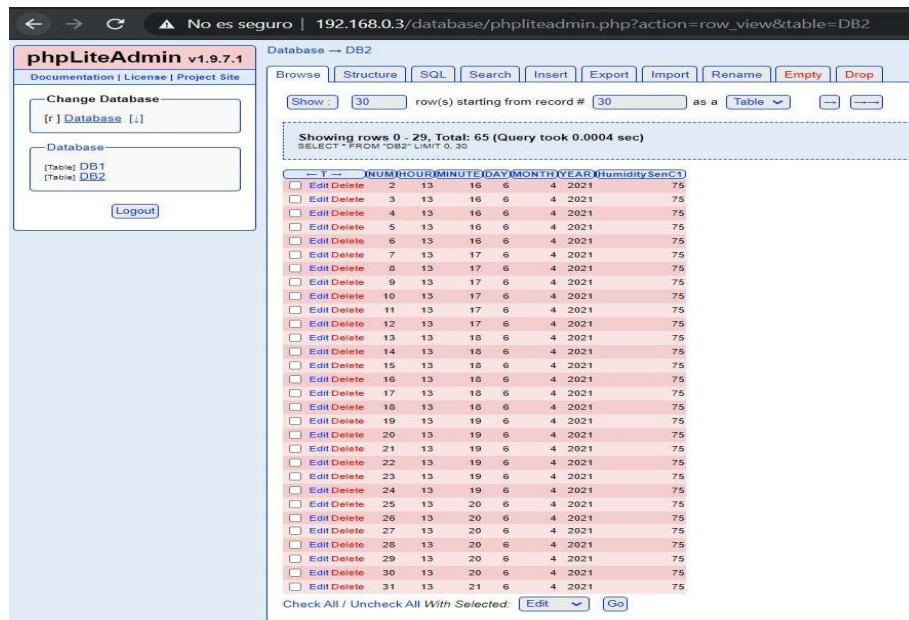 No es seguro | 192.168.0.3/database/phpliteadmin.php?action=row_view&table=DB2
phpLiteAdmin v1.9.7.1
Documentation | License | Project Site
Change Database
[r ] Database [↓]
Database
[Table] DB1
[Table] DB2
Logout
Database → DB2
Browse Structure SQL Search Insert Export Import Rename Empty Drop
Show : 30 row(s) starting from record # 30 as a Table → →→
Showing rows 0 - 29, Total: 65 (Query took 0.0004 sec)
SELECT * FROM "DB2" LIMIT 0, 30
←T→ NUM HOUR MINUTE DAY MONTH YEAR HumiditySenC1
Edit Delete 2 13 16 6 4 2021 75
Edit Delete 3 13 16 6 4 2021 75
Edit Delete 4 13 16 6 4 2021 75
Edit Delete 5 13 16 6 4 2021 75
Edit Delete 6 13 16 6 4 2021 75
Edit Delete 7 13 17 6 4 2021 75
Edit Delete 8 13 17 6 4 2021 75
Edit Delete 9 13 17 6 4 2021 75
Edit Delete 10 13 17 6 4 2021 75
Edit Delete 11 13 17 6 4 2021 75
Edit Delete 12 13 17 6 4 2021 75
Edit Delete 13 13 18 6 4 2021 75
Edit Delete 14 13 18 6 4 2021 75
Edit Delete 15 13 18 6 4 2021 75
Edit Delete 16 13 18 6 4 2021 75
Edit Delete 17 13 18 6 4 2021 75
Edit Delete 18 13 18 6 4 2021 75
Edit Delete 19 13 19 6 4 2021 75
Edit Delete 20 13 19 6 4 2021 75
Edit Delete 21 13 19 6 4 2021 75
Edit Delete 22 13 19 6 4 2021 75
Edit Delete 23 13 19 6 4 2021 75
Edit Delete 24 13 19 6 4 2021 75
Edit Delete 25 13 20 6 4 2021 75
Edit Delete 26 13 20 6 4 2021 75
Edit Delete 27 13 20 6 4 2021 75
Edit Delete 28 13 20 6 4 2021 75
Edit Delete 29 13 20 6 4 2021 75
Edit Delete 30 13 20 6 4 2021 75
Edit Delete 31 13 21 6 4 2021 75
Check All / Uncheck All With Selected: Edit Go